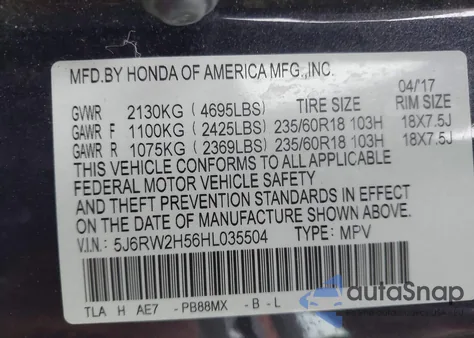 MFD.BY HONDA OF AMERICA MFG.,INC.
04/'17
GVWR 2130KG (4695LBS) TIRE SIZE RIM SIZE
GAWR F 1100KG (2425LBS) 235/60R18 103H 18X7.5J
GAWR R 1075KG (2369LBS) 235/60R18 103H 18X7.5J
THIS VEHICLE CONFORMS TO ALL APPLICABLE
FEDERAL MOTOR VEHICLE SAFETY
AND THEFT PREVENTION STANDARDS IN EFFECT
ON THE DATE OF MANUFACTURE SHOWN ABOVE.
V.I.N: 5J6RW2H56HL035504 TYPE: MPV
TLA H AE7 -PB88MX -B-L
autoSnap